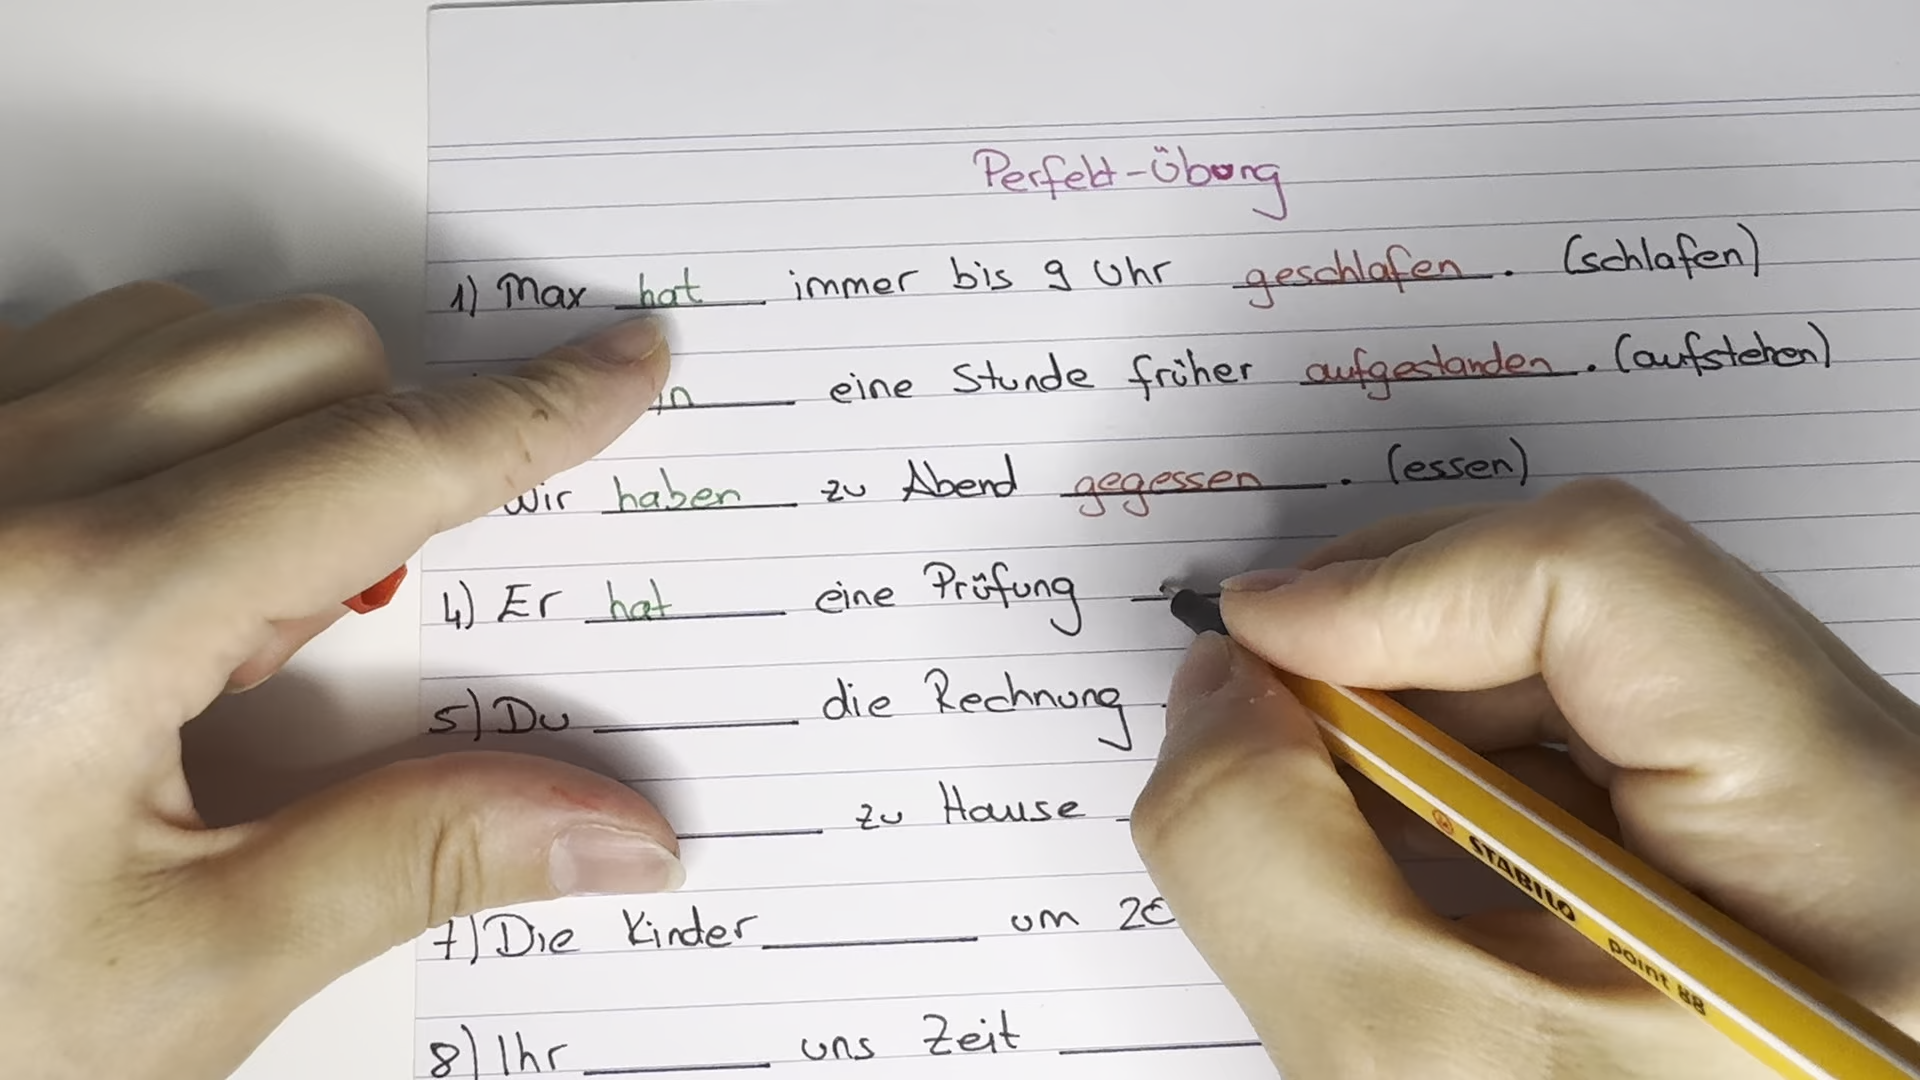 Perfekt-Übung
1) Max hat immer bis 9 Uhr geschlafen. (schlafen)
eine Stunde früher aufgestanden. (aufstehen)
Wir haben zu Abend gegessen. (essen)
4) Er hat eine Prüfung
5) Du die Rechnung
zu Hause
7) Die Kinder um
8) Ihr uns Zeit
STABILO point 88